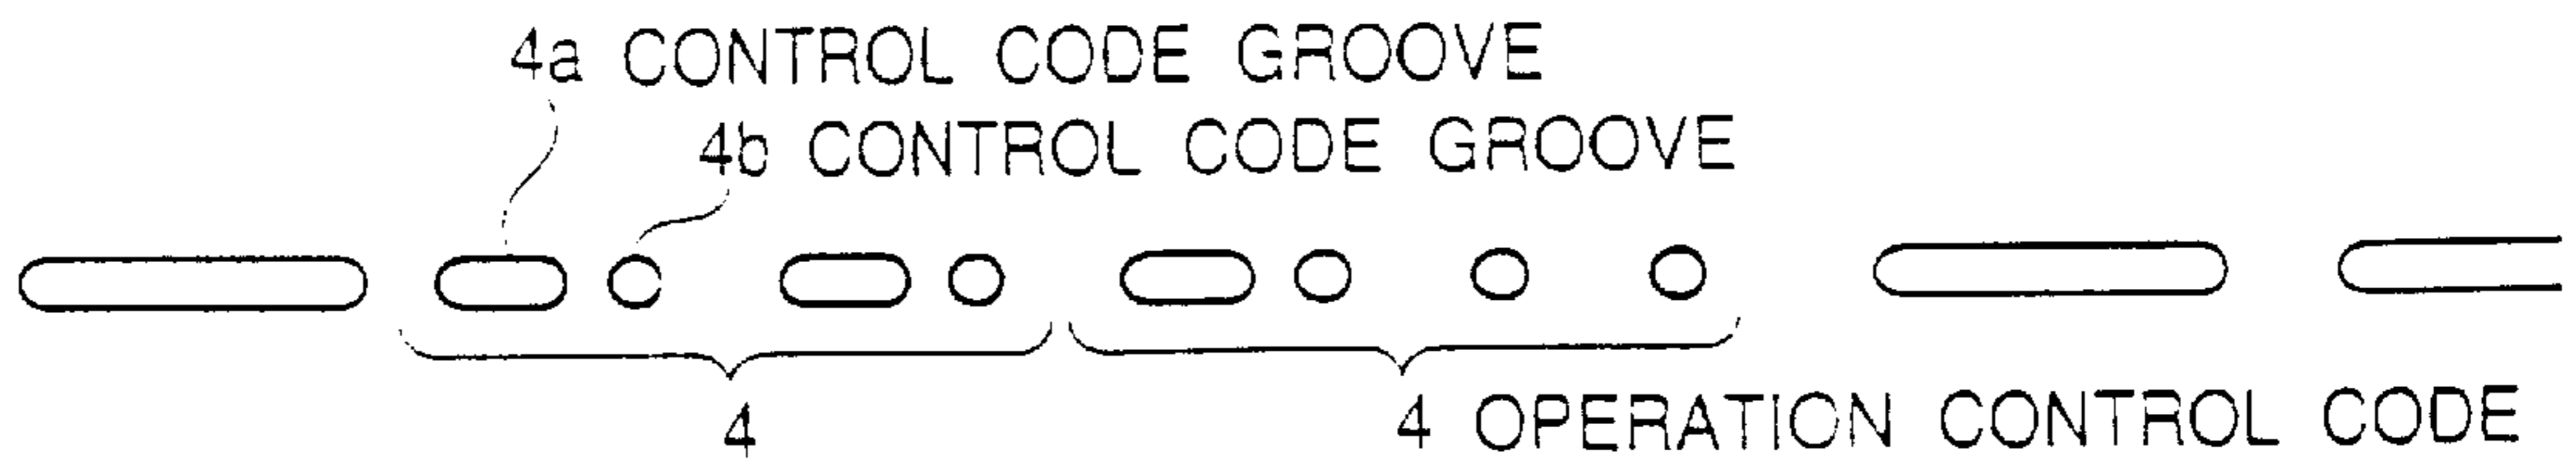 4a CONTROL CODE GROOVE
4b CONTROL CODE GROOVE
4
4 OPERATION CONTROL CODE